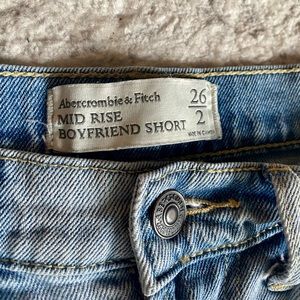 Abercrombie & Fitch
MID RISE
BOYFRIEND SHORT
26
2